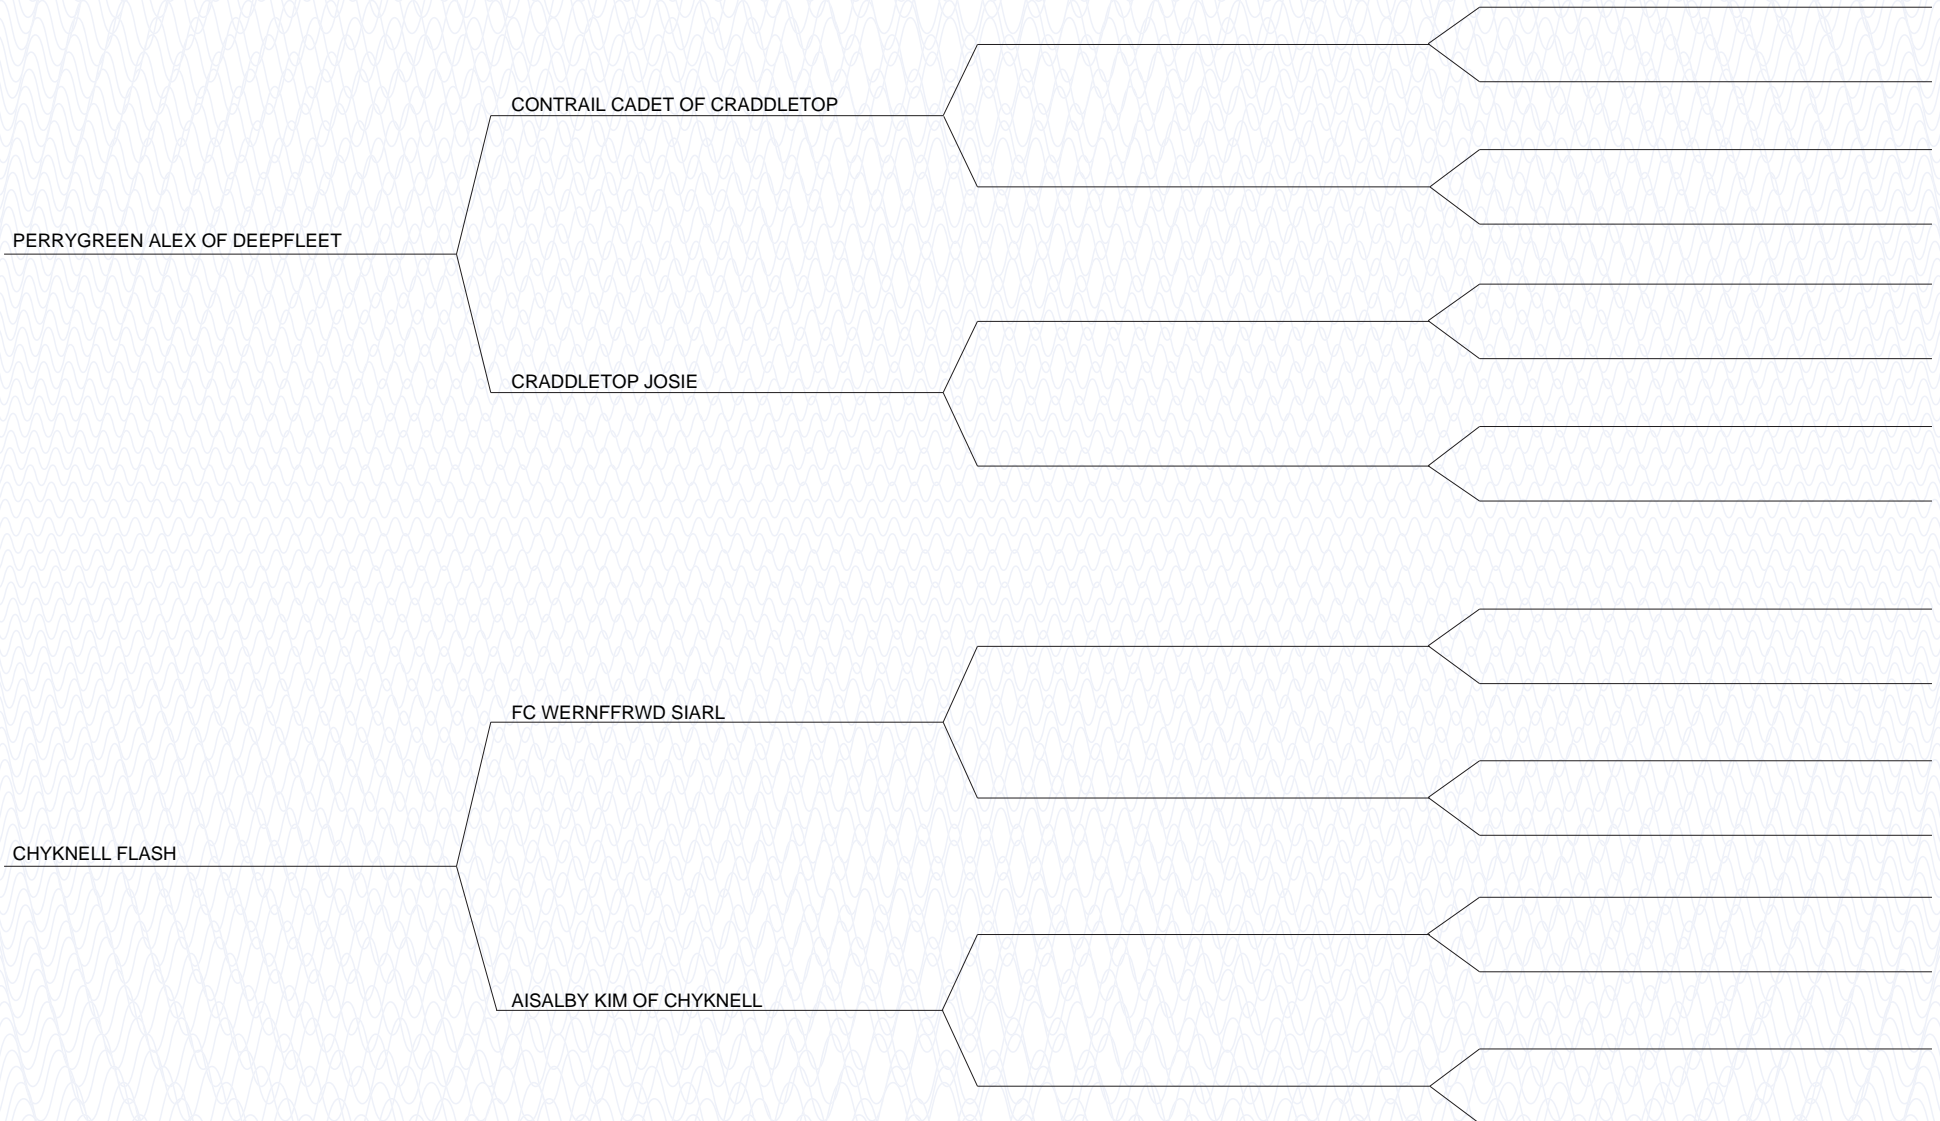 CONTRAIL CADET OF CRADDLETOP
PERRYGREEN ALEX OF DEEPFLEET
CRADDLETOP JOSIE
FC WERNFFRWD SIARL
CHYKNELL FLASH
AISALBY KIM OF CHYKNELL